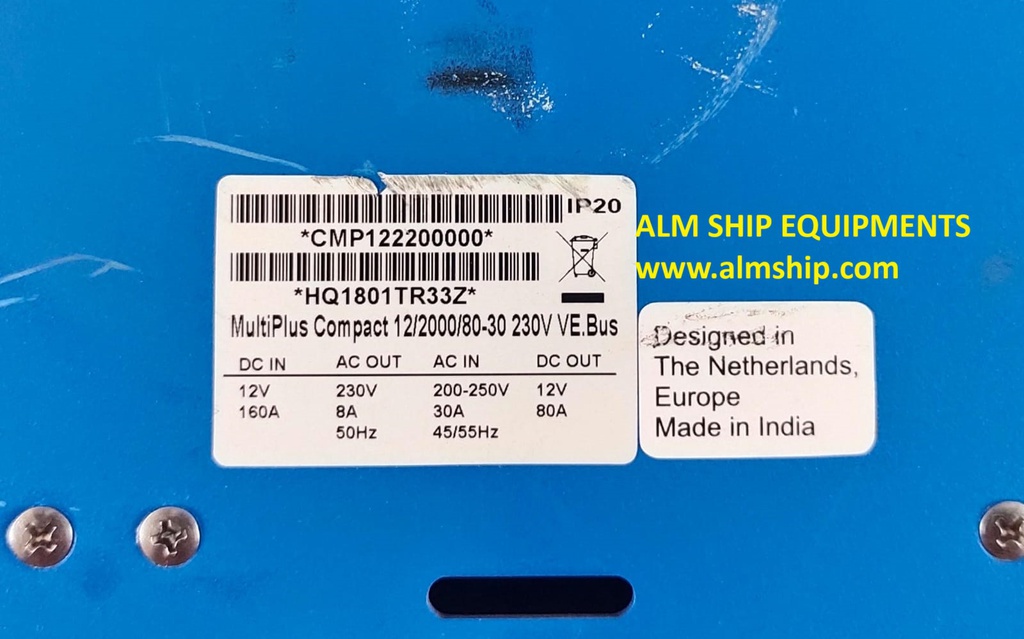 IP20
*CMP122200000*
*HQ1801TR33Z*
MultiPlus Compact 12/2000/80-30 230V VE.Bus
DC IN AC OUT AC IN DC OUT
12V 230V 200-250V 12V
160A 8A 30A 80A
50Hz 45/55Hz
ALM SHIP EQUIPMENTS
www.almship.com
Designed in
The Netherlands,
Europe
Made in India